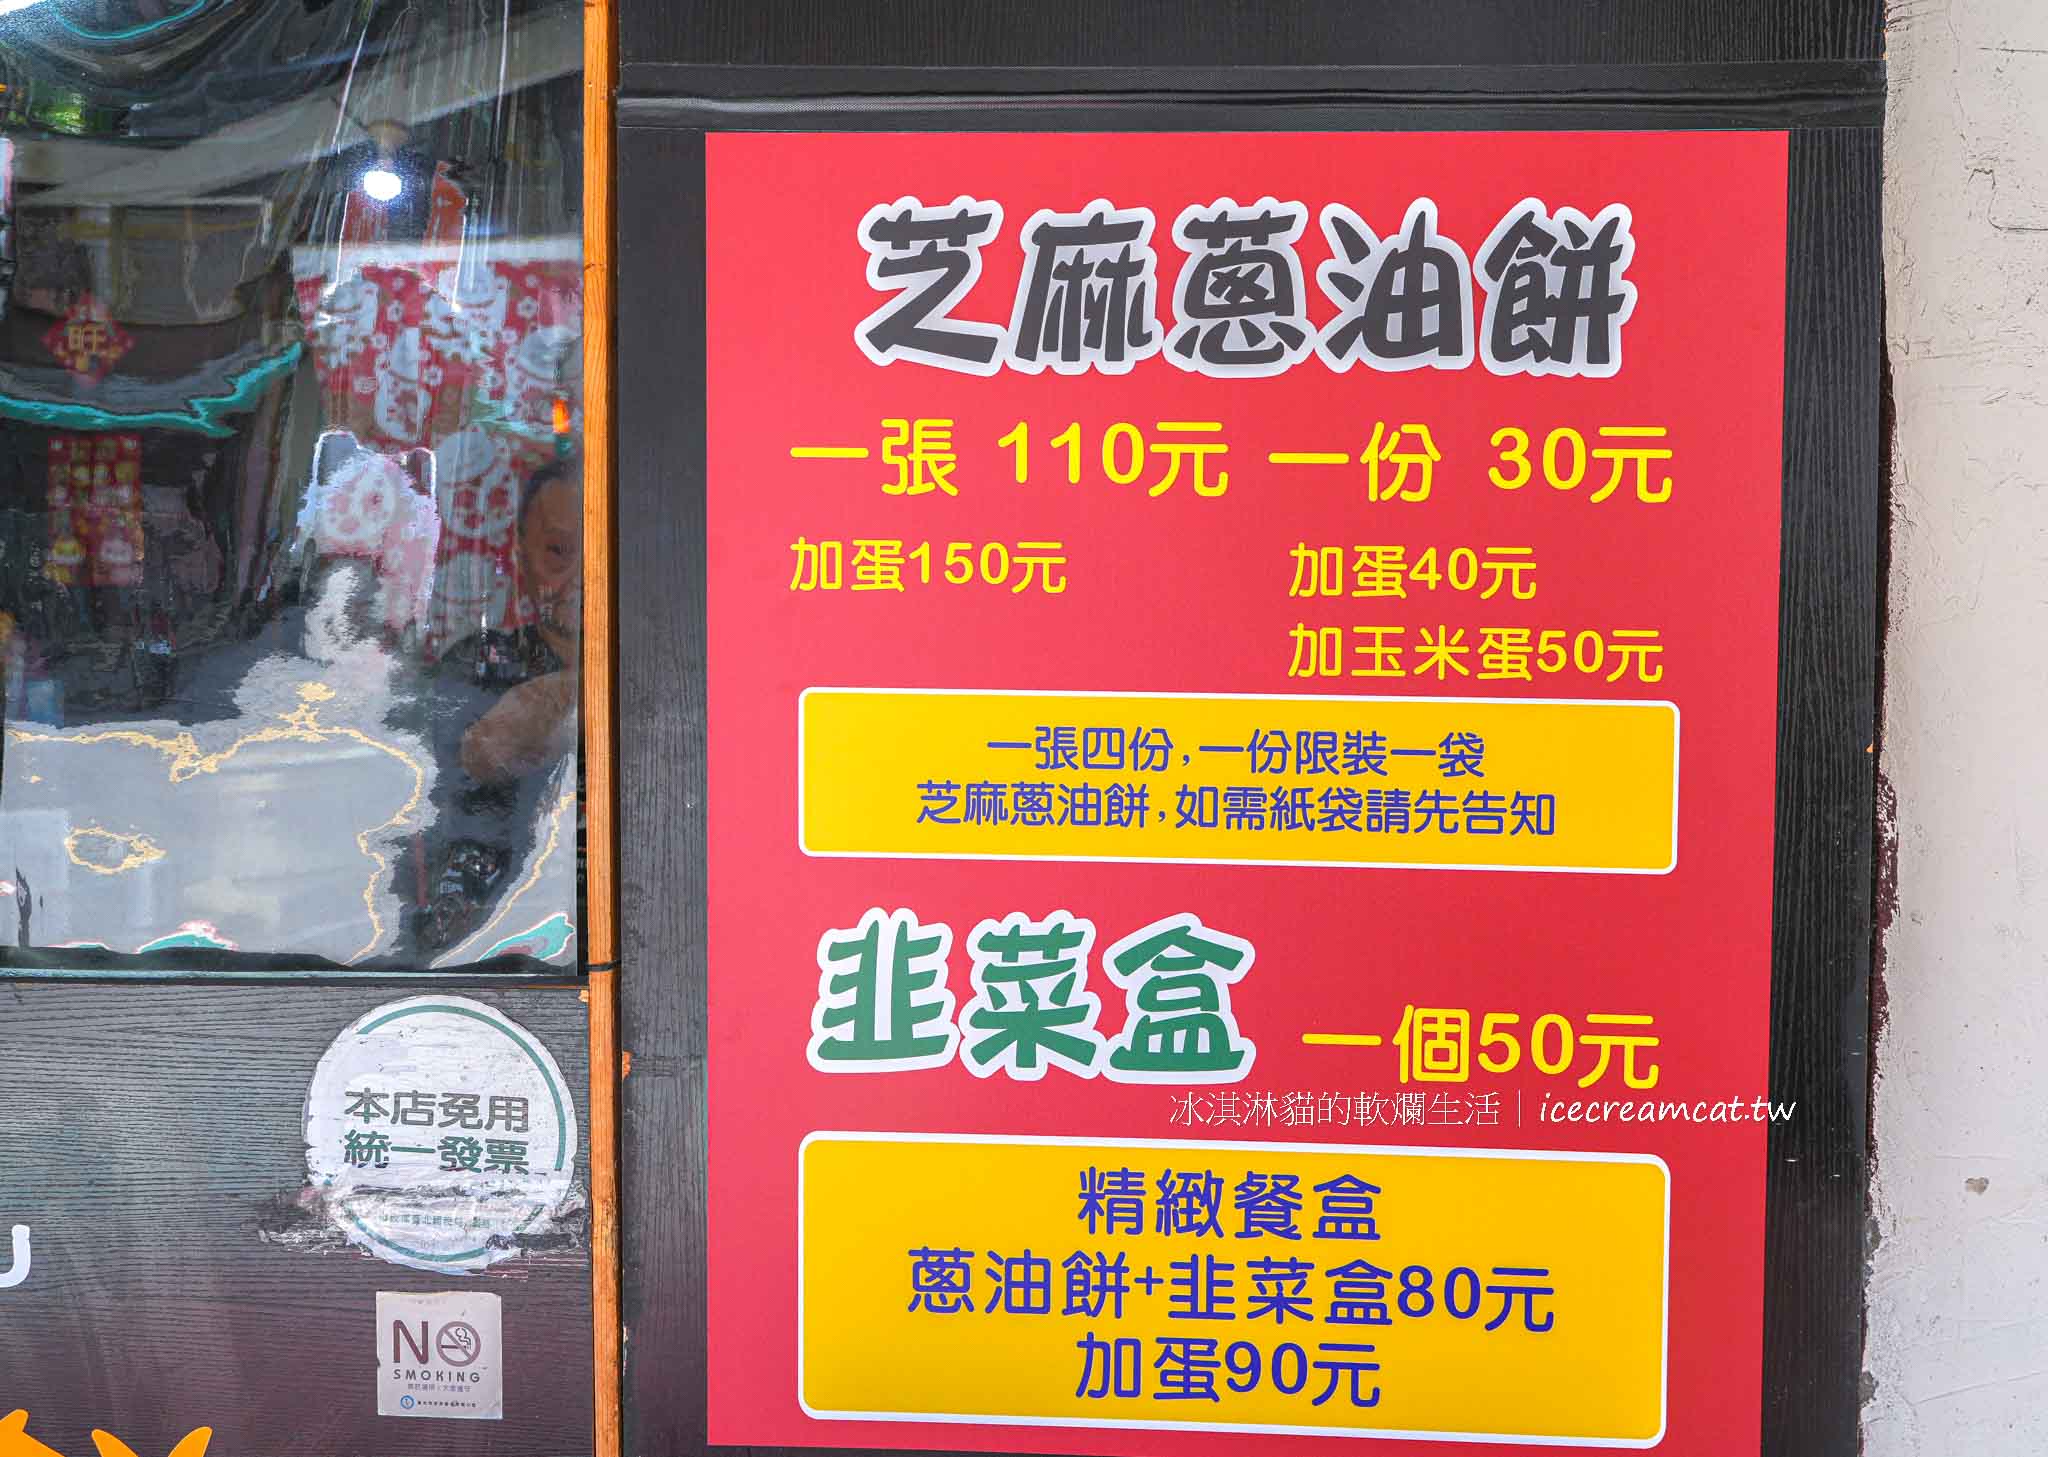 芝麻蔥油餅
一張 110元 一份 30元
加蛋150元 加蛋40元
加玉米蛋50元
一張四份,一份限裝一袋
芝麻蔥油餅,如需紙袋請先告知
韭菜盒 一個50元
冰淇淋貓的軟爛生活｜icecreamcat.tw
精緻餐盒
蔥油餅+韭菜盒80元
加蛋90元
旺
本店免用
統一發票
NO
SMOKING